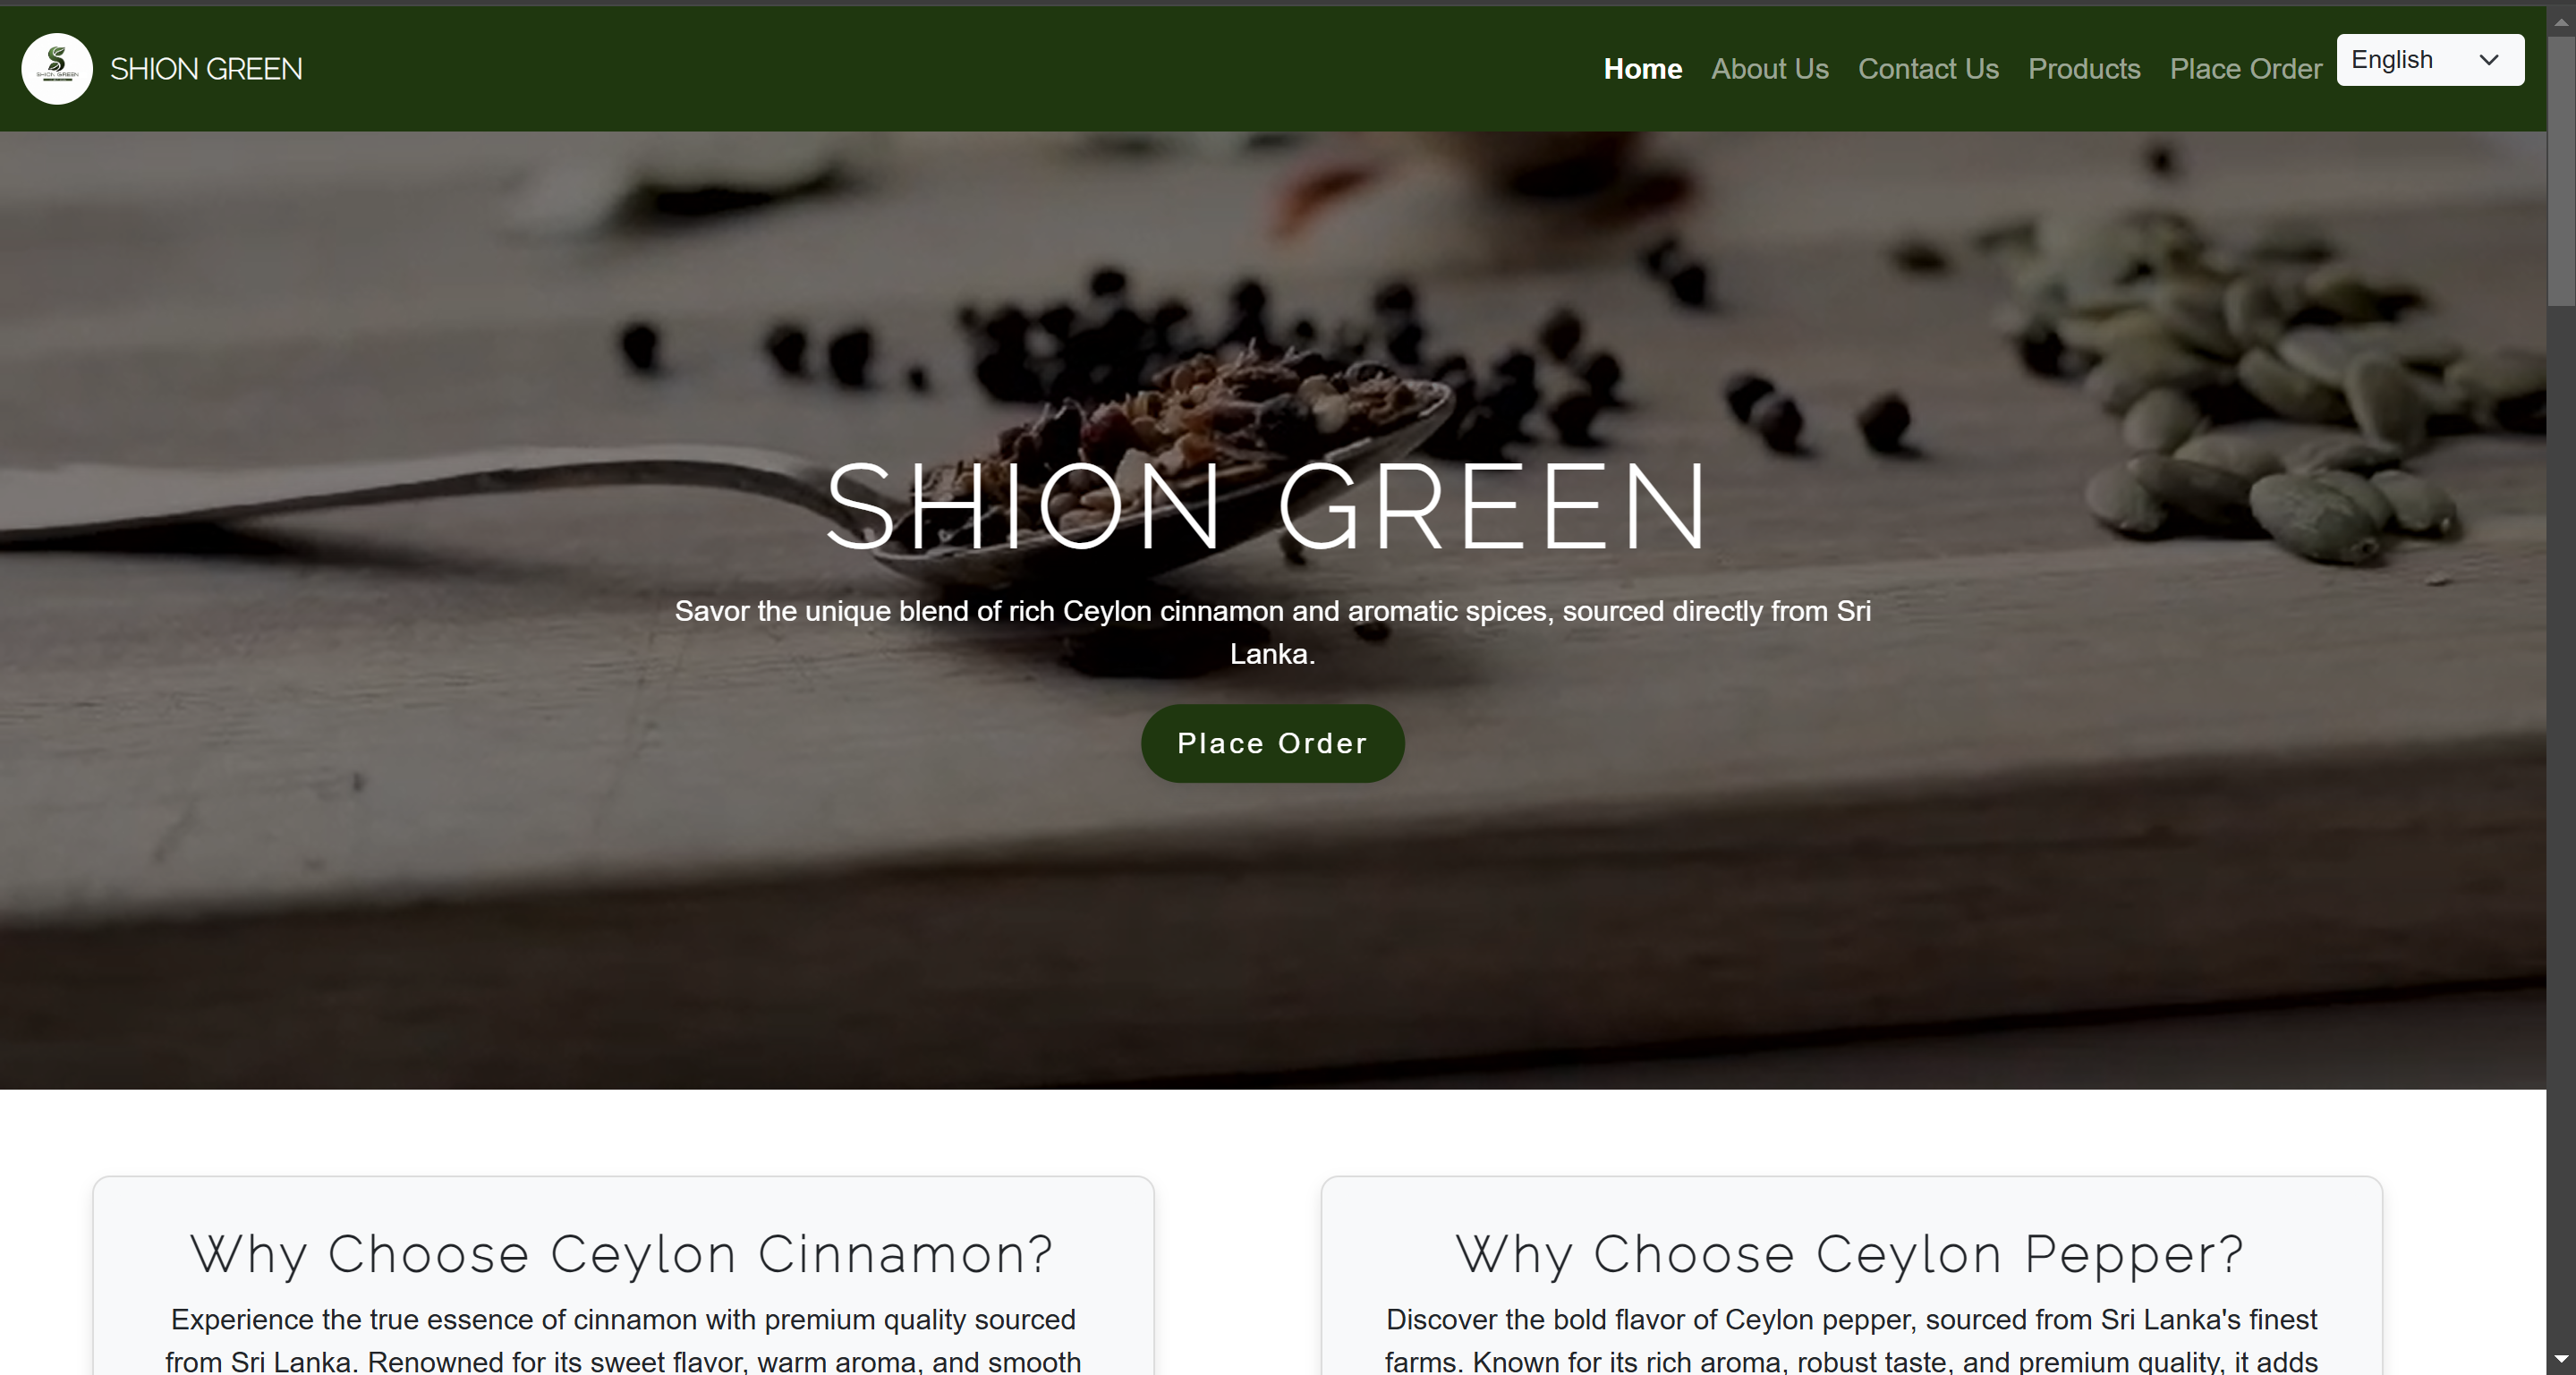 SHION GREEN
SHION GREEN
Home About Us Contact Us Products Place Order English
SHION GREEN
Savor the unique blend of rich Ceylon cinnamon and aromatic spices, sourced directly from Sri
Lanka.
Place Order
Why Choose Ceylon Cinnamon?
Experience the true essence of cinnamon with premium quality sourced
from Sri Lanka. Renowned for its sweet flavor, warm aroma, and smooth
Why Choose Ceylon Pepper?
Discover the bold flavor of Ceylon pepper, sourced from Sri Lanka's finest
farms. Known for its rich aroma, robust taste, and premium quality, it adds